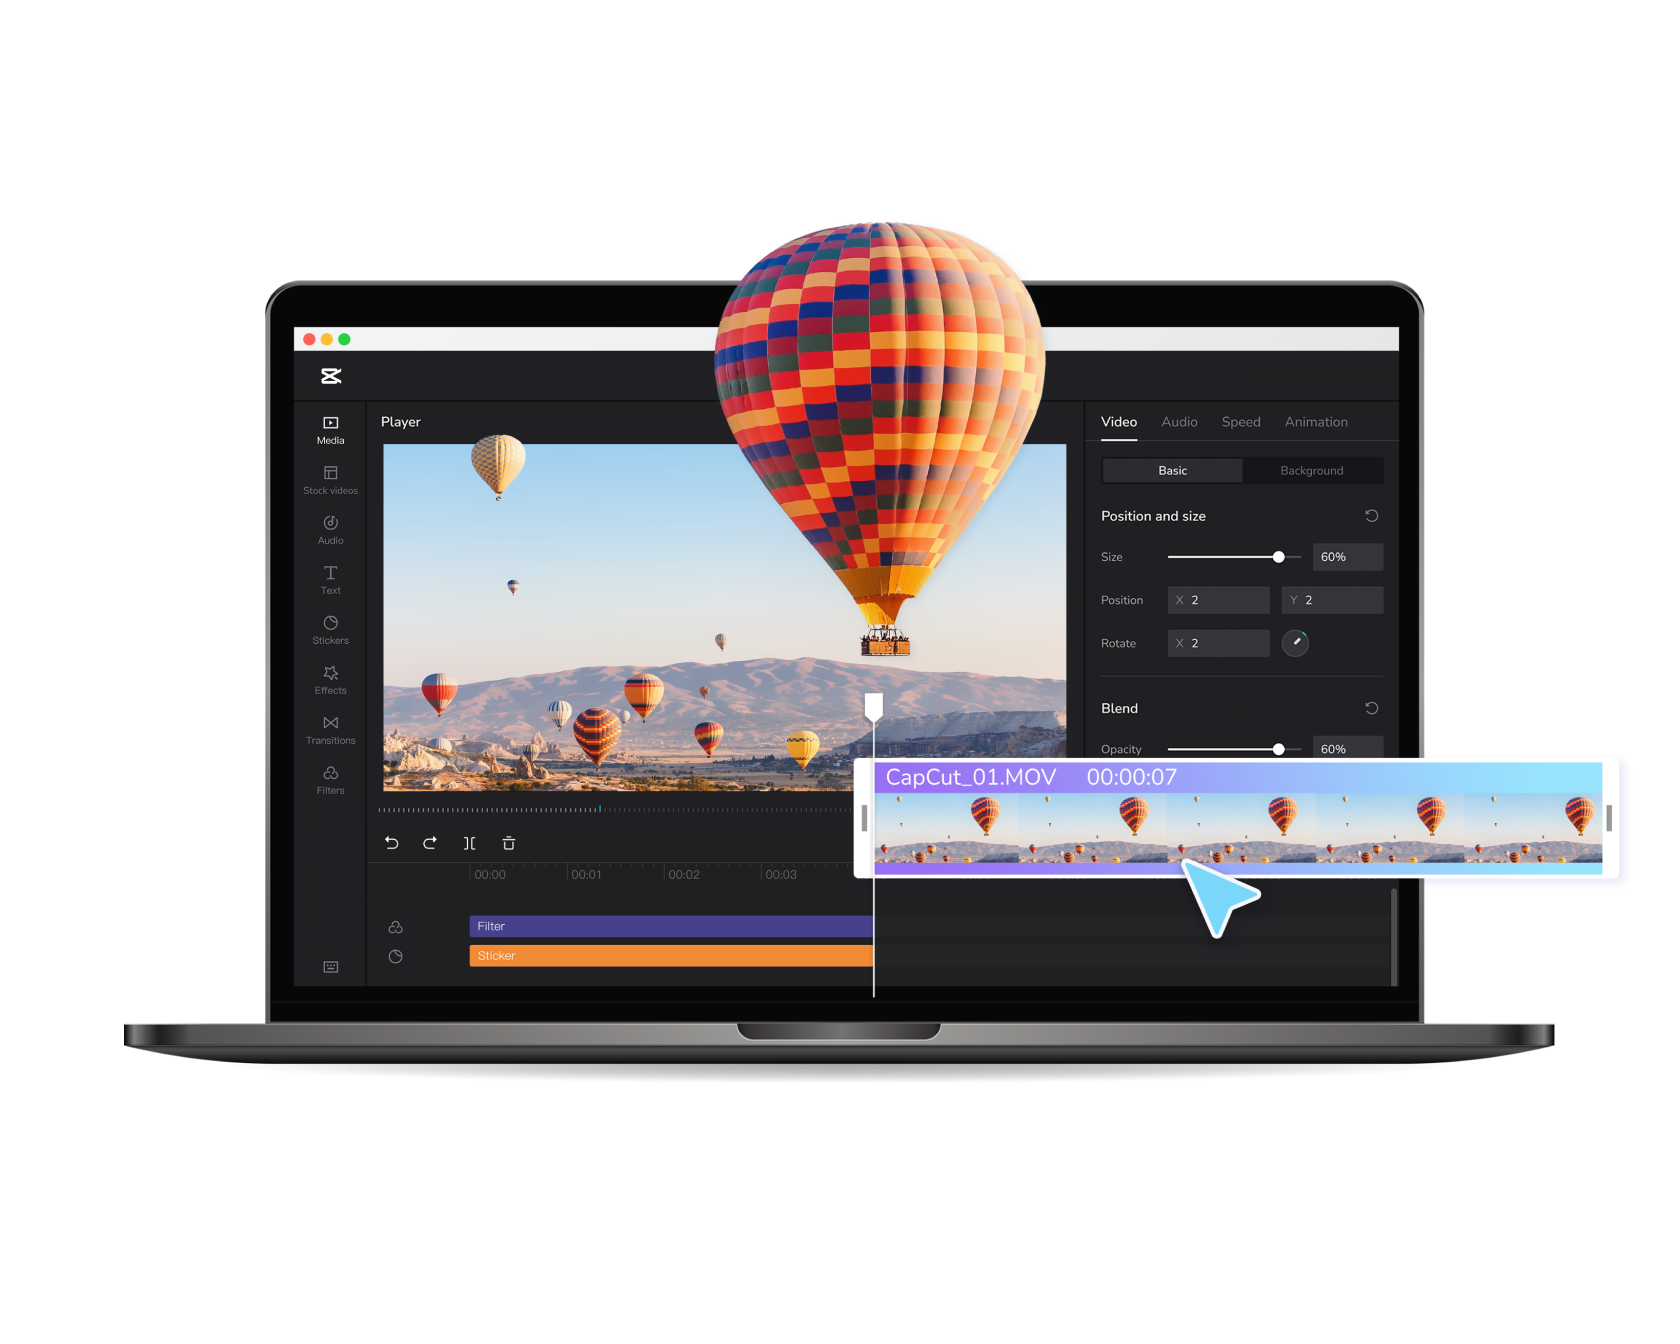 Media
Stock videos
Audio
Text
Stickers
Effects
Transitions
Filters
Player
Video Audio Speed Animation
Basic Background
Position and size
Size 60%
Position X 2 Y 2
Rotate X 2
Blend
Opacity 60%
CapCut_01.MOV 00:00:07
00:00 00:01 00:02 00:03
Filter
Sticker